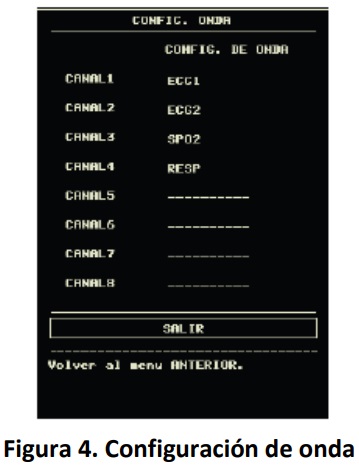 CONFIG. ONDA
CONFIG. DE ONDA
CANAL1 ECG1
CANAL2 ECG2
CANAL3 SPO2
CANAL4 RESP
CANAL5 ----------
CANAL6 ----------
CANAL7 ----------
CANAL8 ----------
SALIR
Volver al menu ANTERIOR.
Figura 4. Configuración de onda